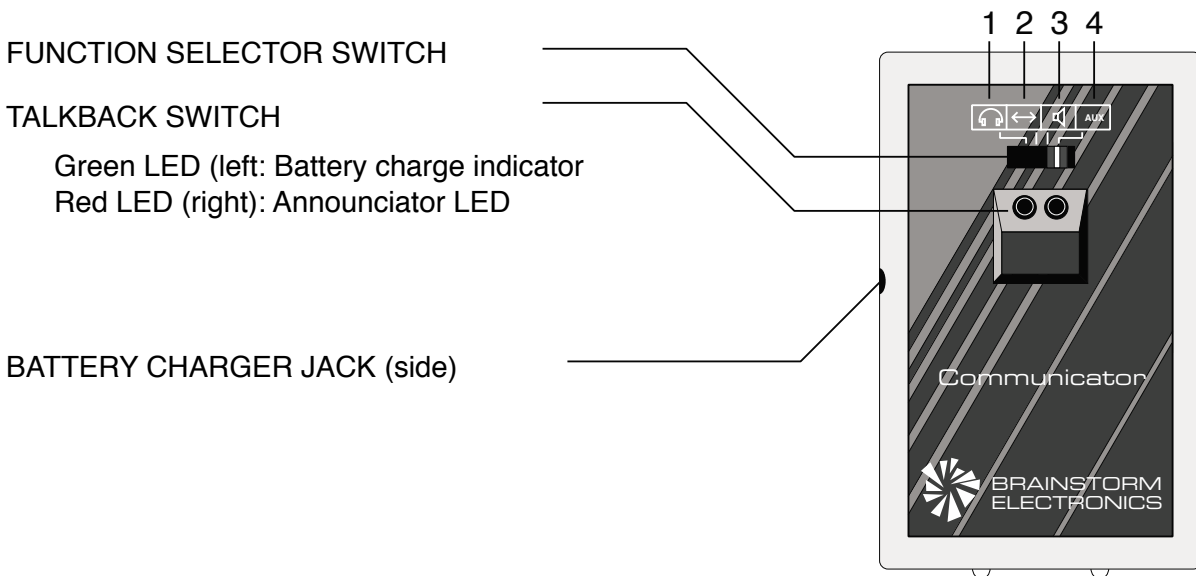 1 2 3 4
FUNCTION SELECTOR SWITCH
TALKBACK SWITCH
Green LED (left: Battery charge indicator
Red LED (right): Announciator LED
BATTERY CHARGER JACK (side)
AUX
Communicator
BRAINSTORM
ELECTRONICS